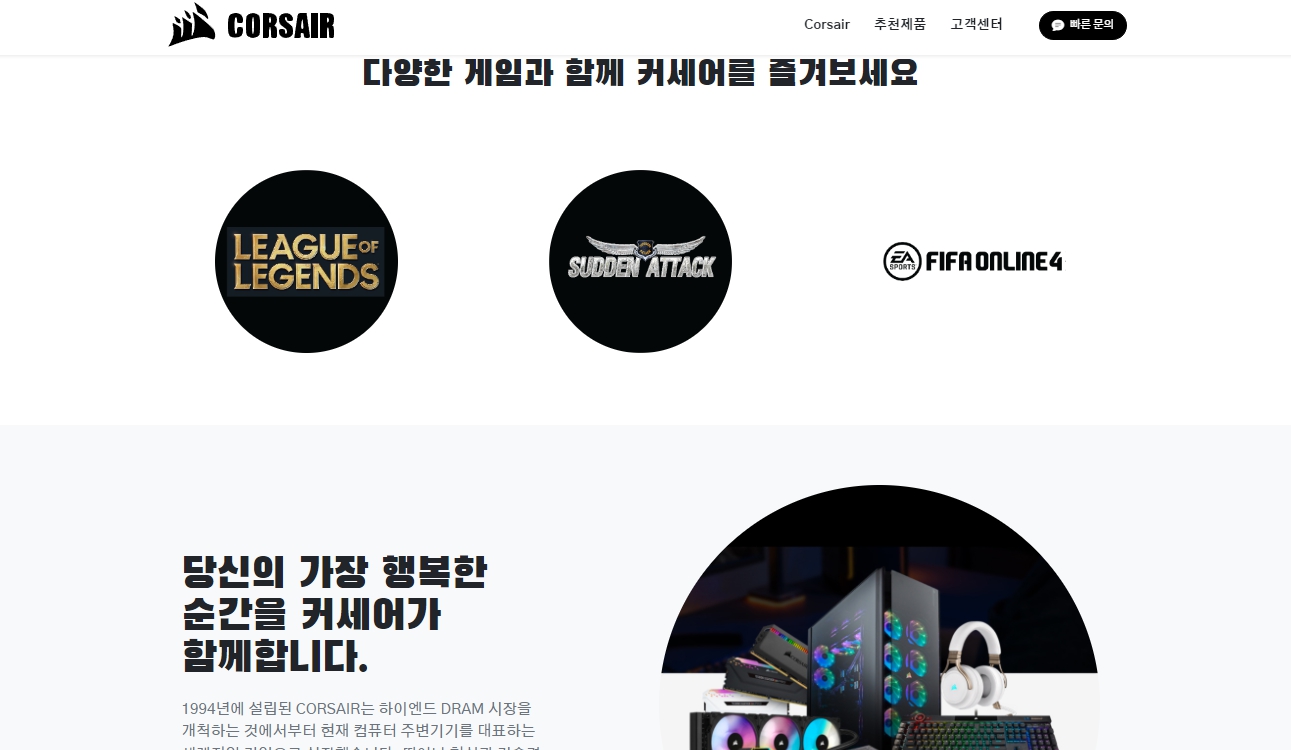 CORSAIR
Corsair
추천제품
고객센터
빠른 문의
다양한 게임과 함께 커세어를 즐겨보세요
LEAGUE OF
LEGENDS
SUDDEN ATTACK
EA
SPORTS
FIFA ONLINE 4
당신의 가장 행복한
순간을 커세어가
함께합니다.
1994년에 설립된 CORSAIR는 하이엔드 DRAM 시장을
개척하는 것에서부터 현재 컴퓨터 주변기기를 대표하는